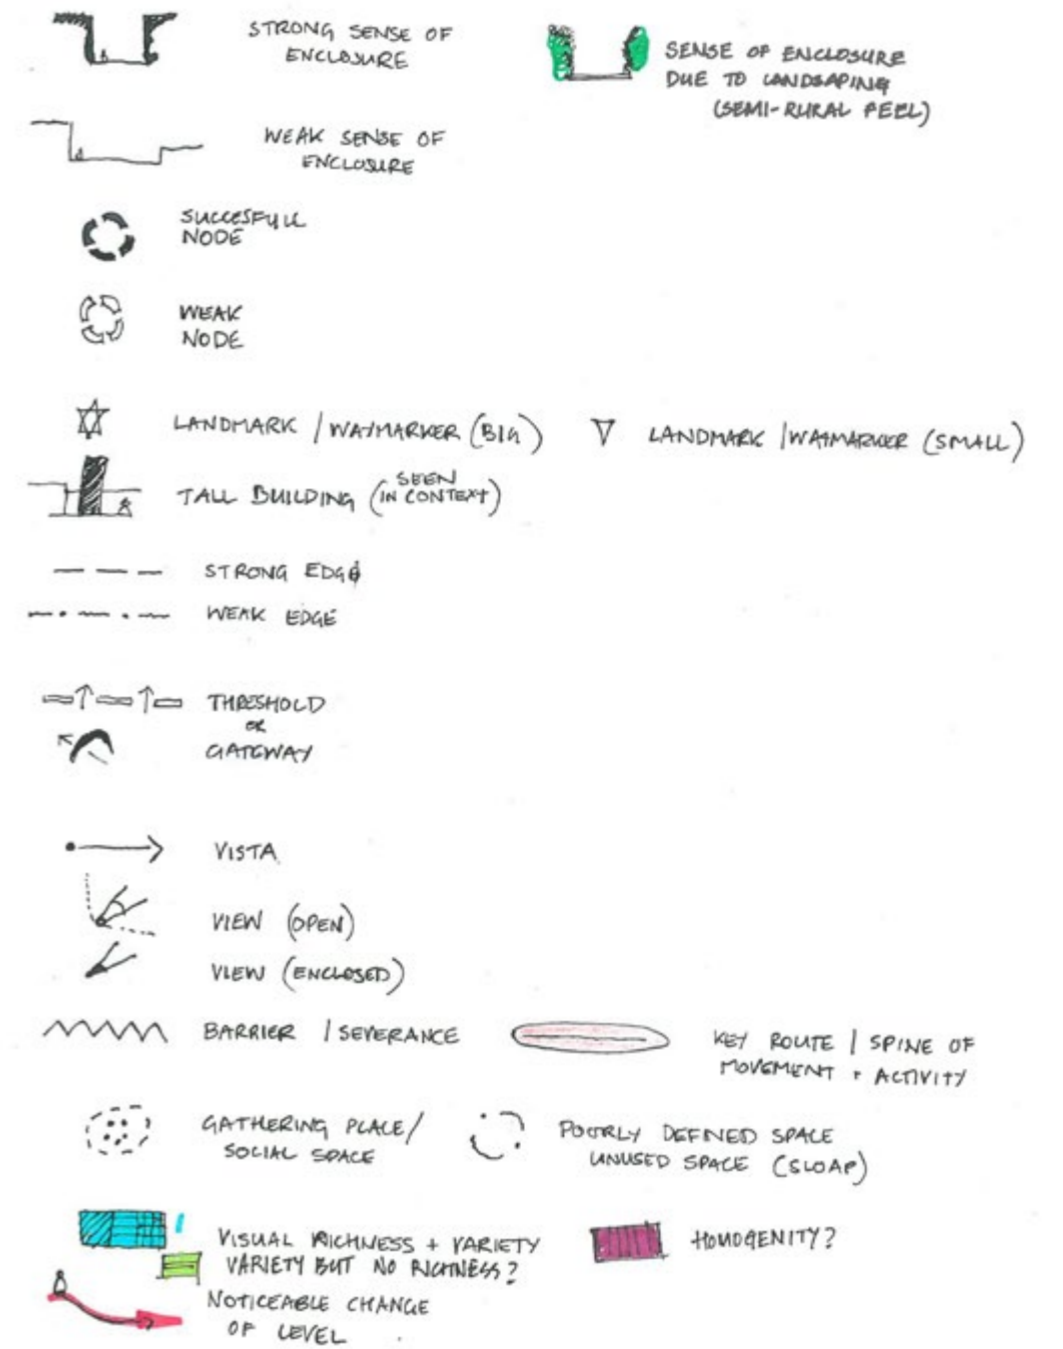 STRONG SENSE OF
ENCLOSURE
SENSE OF ENCLOSURE
DUE TO LANDSAPING
(SEMI-RURAL FEEL)
WEAK SENSE OF
ENCLOSURE
SUCCESFULL
NODE
WEAK
NODE
LANDMARK / WAYMARKER (BIG)
LANDMARK / WAYMARKER (SMALL)
TALL BUILDING (SEEN IN CONTEXT)
STRONG EDGE
WEAK EDGE
THRESHOLD
OR
GATEWAY
VISTA
VIEW (OPEN)
VIEW (ENCLOSED)
BARRIER / SEVERANCE
KEY ROUTE / SPINE OF
MOVEMENT + ACTIVITY
GATHERING PLACE/
SOCIAL SPACE
POORLY DEFINED SPACE
UNUSED SPACE (SLOAP)
VISUAL RICHNESS + VARIETY
VARIETY BUT NO RICHNESS?
HOMOGENITY?
NOTICEABLE CHANGE
OF LEVEL